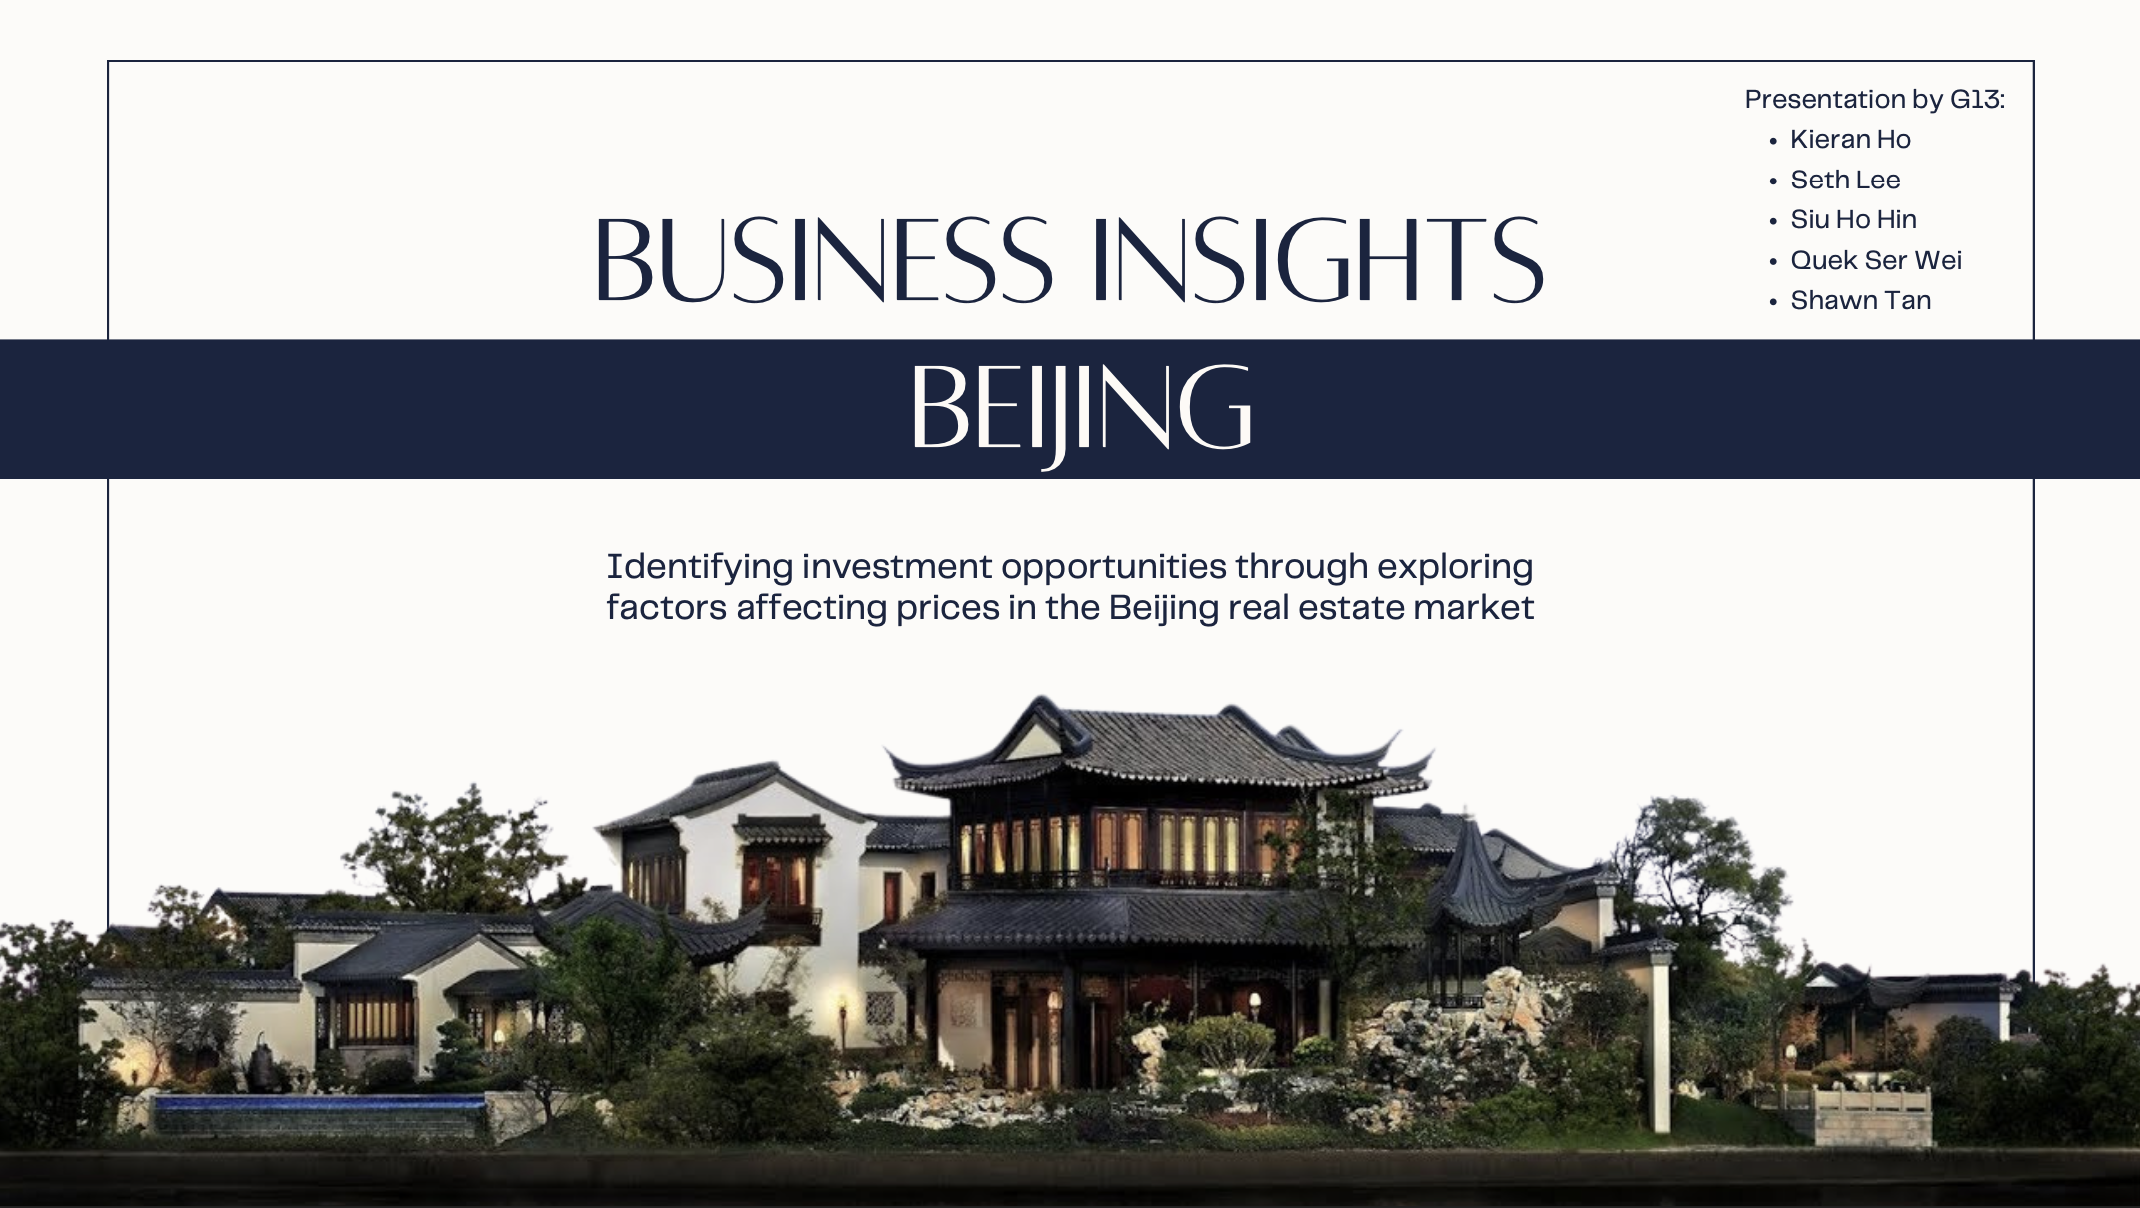 Presentation by G13:
• Kieran Ho
• Seth Lee
• Siu Ho Hin
• Quek Ser Wei
• Shawn Tan
BUSINESS INSIGHTS
BEIJING
Identifying investment opportunities through exploring
factors affecting prices in the Beijing real estate market